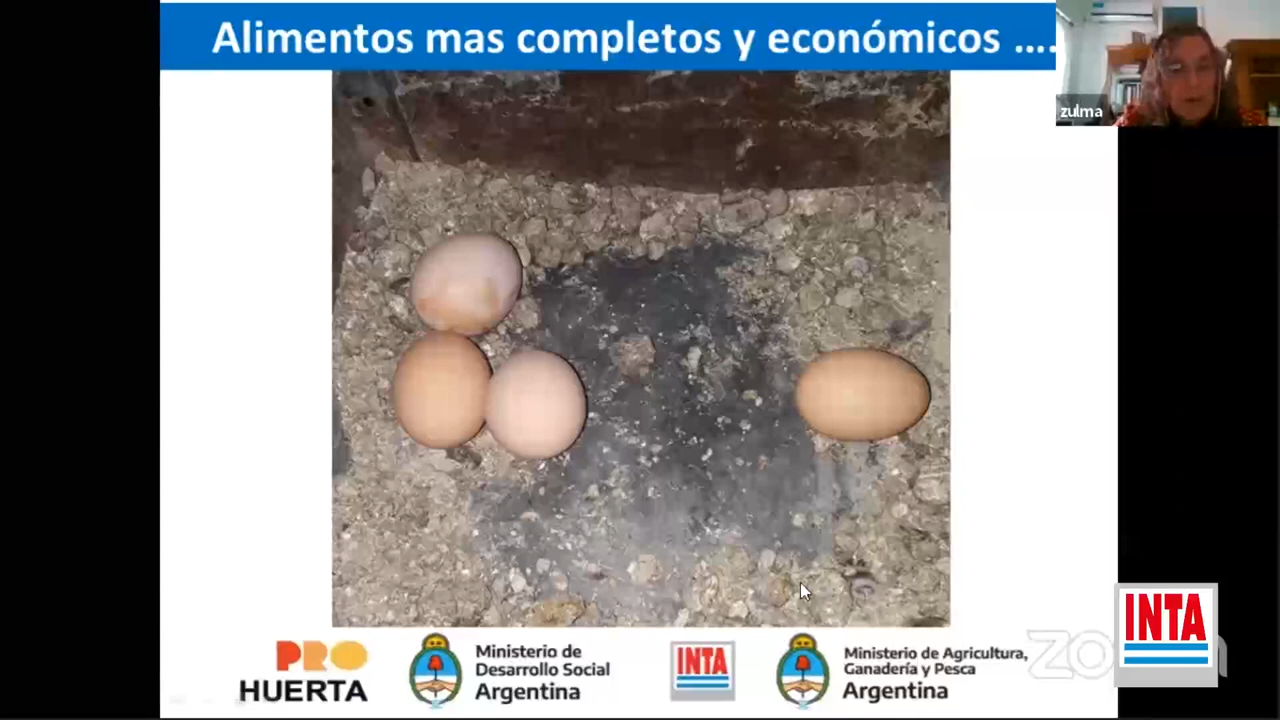 Alimentos mas completos y económicos ....
zulma
PRO
HUERTA
Ministerio de
Desarrollo Social
Argentina
INTA
Ministerio de Agricultura,
Ganadería y Pesca
Argentina
INTA